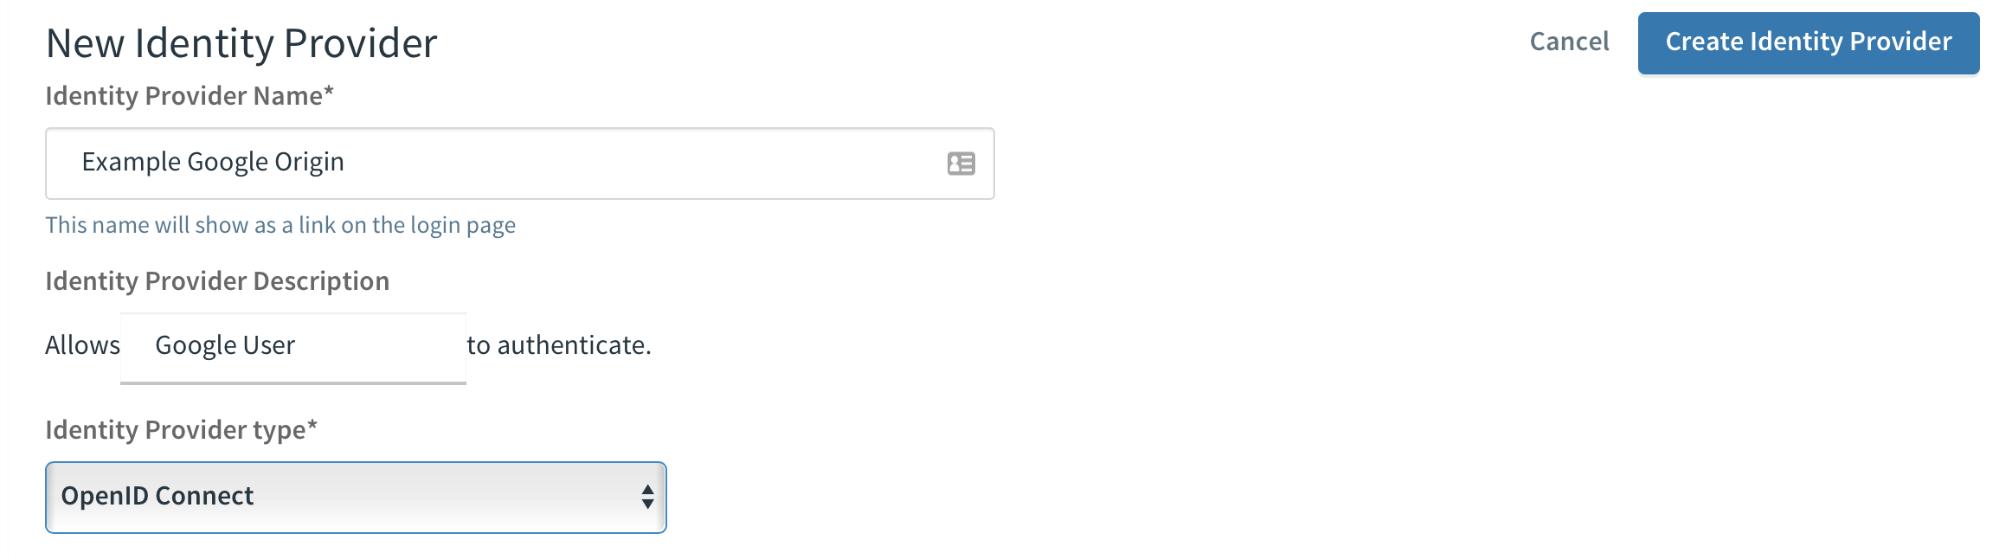 New Identity Provider
Cancel
Create Identity Provider
Identity Provider Name*
Example Google Origin
This name will show as a link on the login page
Identity Provider Description
Allows Google User to authenticate.
Identity Provider type*
OpenID Connect